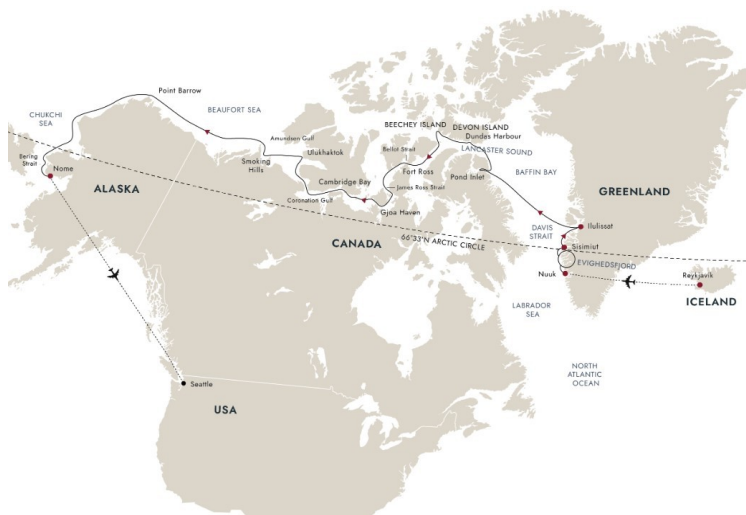 Point Barrow
CHUKCHI
SEA
BEAUFORT SEA
BEECHEY ISLAND
DEVON ISLAND
Dundas Harbour
Amundson Gulf
Bellot Strait
LANCASTER SOUND
Bering
Strait
Nome
Ulukhaktok
Smoking
Hills
Fort Ross
Pond Inlet
BAFFIN BAY
ALASKA
Cambridge Bay
James Ross Strait
GREENLAND
Coronation Gulf
Gjoa Haven
DAVIS
STRAIT
Ilulissat
CANADA
66°33'N ARCTIC CIRCLE
Sisimiut
EVIGHEDSFJORD
Nuuk
Reykjavik
ICELAND
LABRADOR
SEA
NORTH
ATLANTIC
OCEAN
Seattle
USA